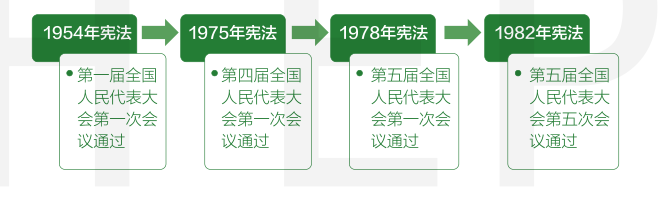 1954年宪法
第一届全国
人民代表大
会第一次会
议通过
1975年宪法
第四届全国
人民代表大
会第一次会
议通过
1978年宪法
第五届全国
人民代表大
会第一次会
议通过
1982年宪法
第五届全国
人民代表大
会第五次会
议通过